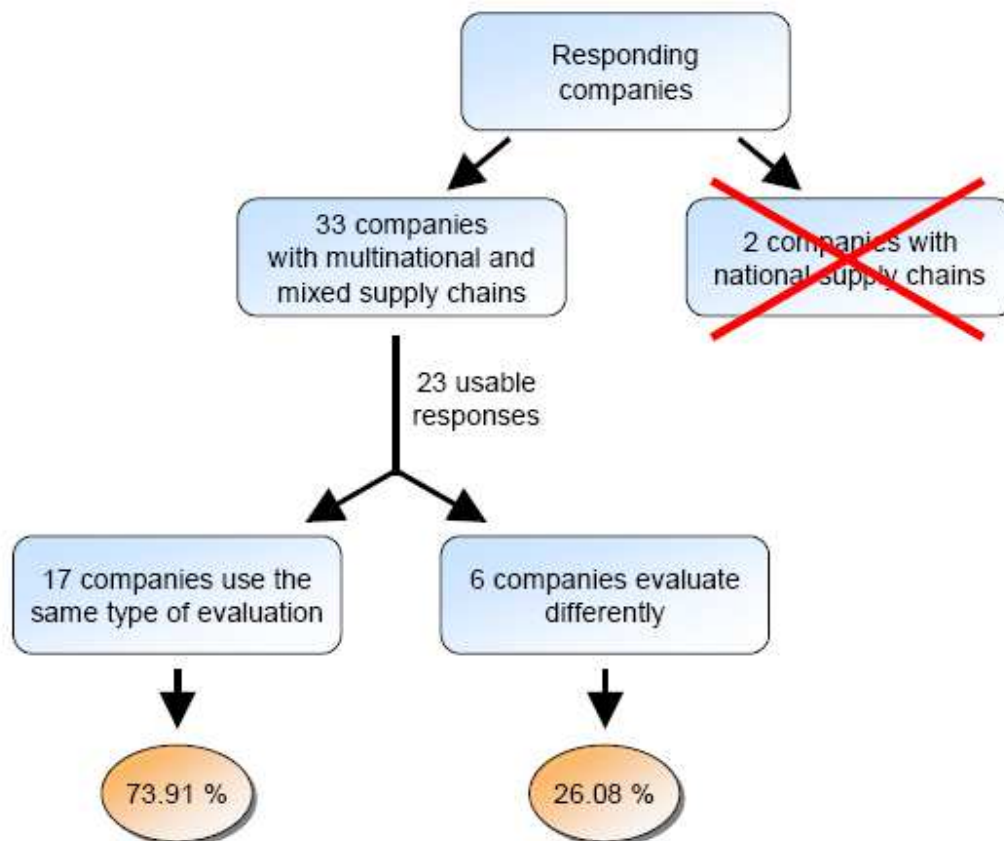 Responding
companies
33 companies
with multinational and
mixed supply chains
2 companies with
national supply chains
23 usable
responses
17 companies use the
same type of evaluation
6 companies evaluate
differently
73.91 %
26.08 %